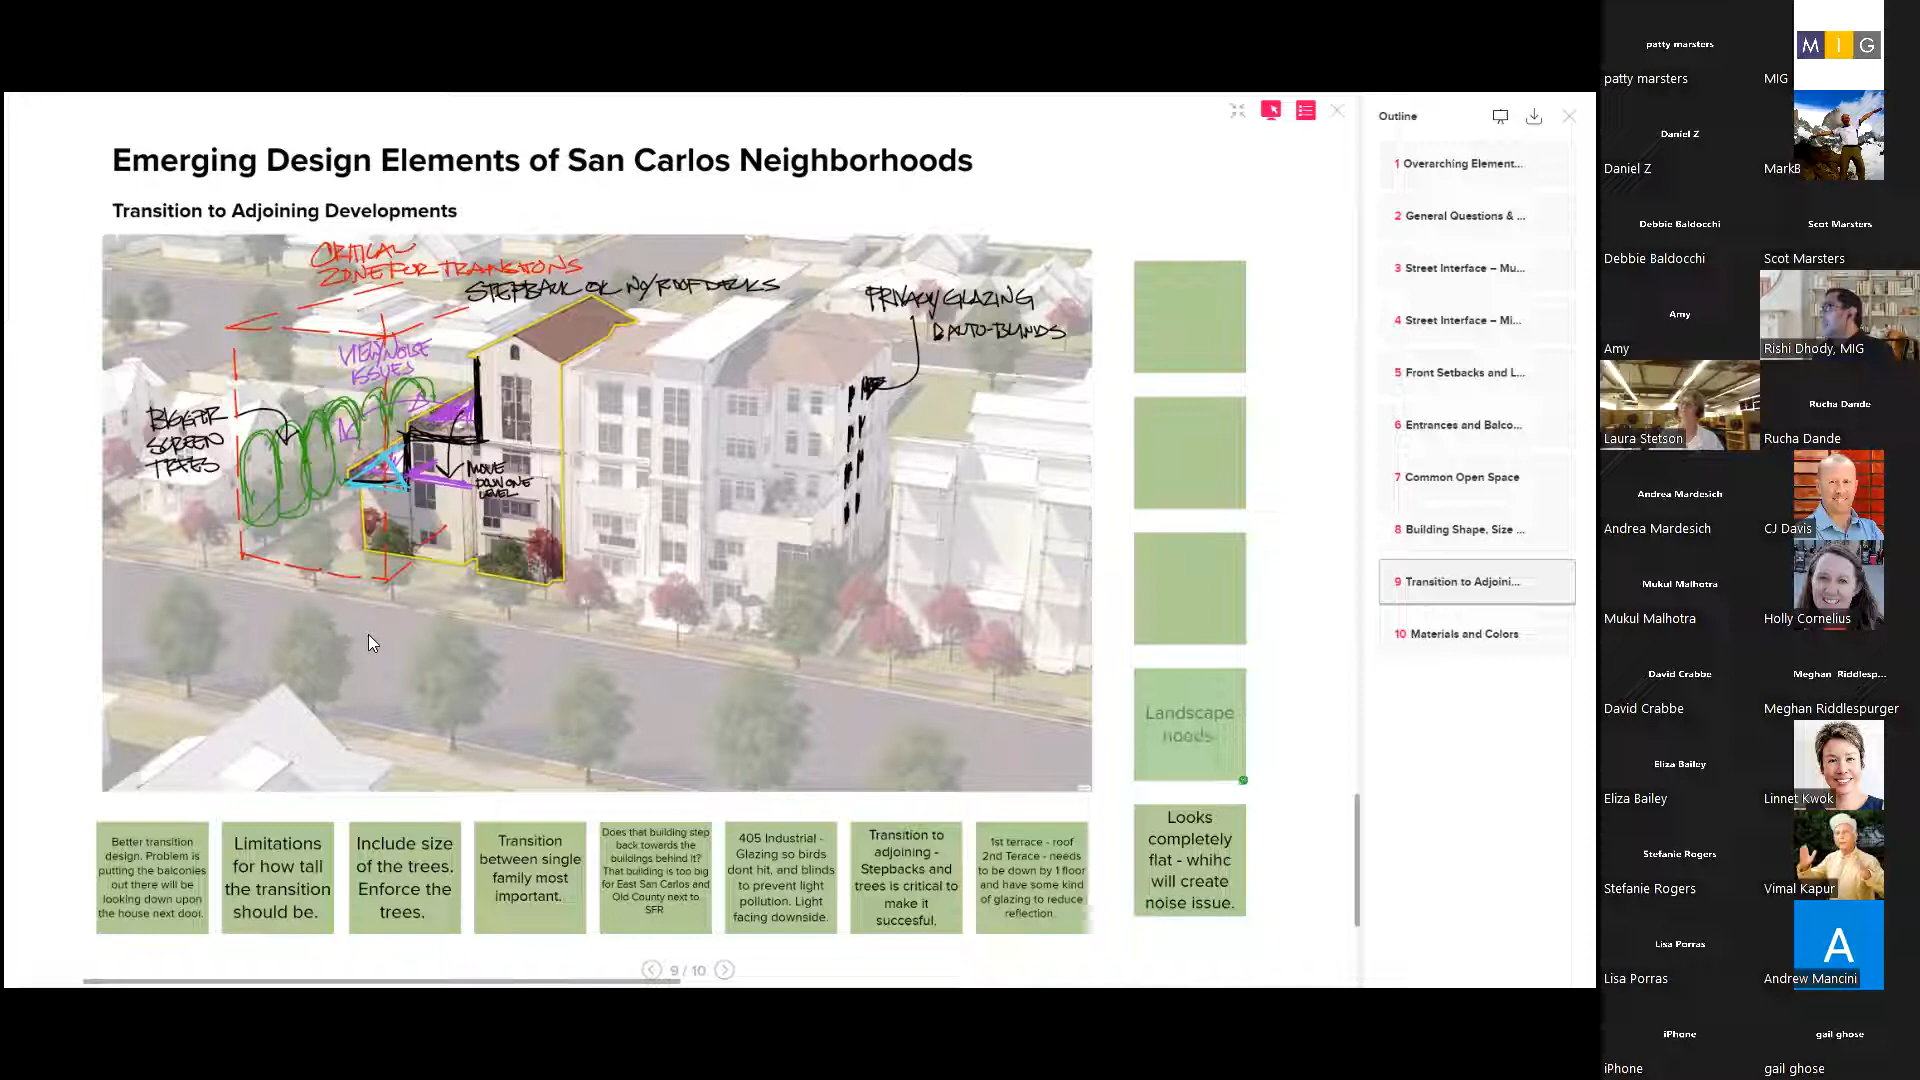 Emerging Design Elements of San Carlos Neighborhoods
Transition to Adjoining Developments
CRITICAL
ZONE FOR TRANSITONS
STEPBACK OR NO/ROOF DECKS
PRIVACY GLAZING
& AUTO-BLINDS
VIEW/NOISE
ISSUES
BIGGER
SCREEN
TREES
MOVE
DOWN ONE
LEVEL
Landscape
needs
Looks
completely
flat - whihc
will create
noise issue.
Better transition
design. Problem is
putting the balconies
out there will be
looking down upon
the house next door.
Limitations
for how tall
the transition
should be.
Include size
of the trees.
Enforce the
trees.
Transition
between single
family most
important.
Does that building step
back towards the
buildings behind it?
That building is too big
for East San Carlos and
Old County next to
SFR
405 Industrial -
Glazing so birds
dont hit, and blinds
to prevent light
pollution. Light
facing downside.
Transition to
adjoining -
Stepbacks and
trees is critical to
make it
succesful.
1st terrace - roof
2nd Terace - needs
to be down by 1 floor
and have some kind
of glazing to reduce
reflection.
9 / 10
Outline
1 Overarching Element...
2 General Questions & ...
3 Street Interface – Mu...
4 Street Interface – Mi...
5 Front Setbacks and L...
6 Entrances and Balco...
7 Common Open Space
8 Building Shape, Size ...
9 Transition to Adjoini...
10 Materials and Colors
patty marsters
patty marsters
M I G
MIG
Daniel Z
Daniel Z
MarkB
Debbie Baldocchi
Debbie Baldocchi
Scot Marsters
Scot Marsters
Amy
Amy
Rishi Dhody, MIG
Laura Stetson
Rucha Dande
Rucha Dande
Andrea Mardesich
Andrea Mardesich
CJ Davis
Mukul Malhotra
Mukul Malhotra
Holly Cornelius
David Crabbe
David Crabbe
Meghan Riddlesp...
Meghan Riddlespurger
Eliza Bailey
Eliza Bailey
Linnet Kwok
Stefanie Rogers
Stefanie Rogers
Vimal Kapur
Lisa Porras
Lisa Porras
A
Andrew Mancini
iPhone
iPhone
gail ghose
gail ghose